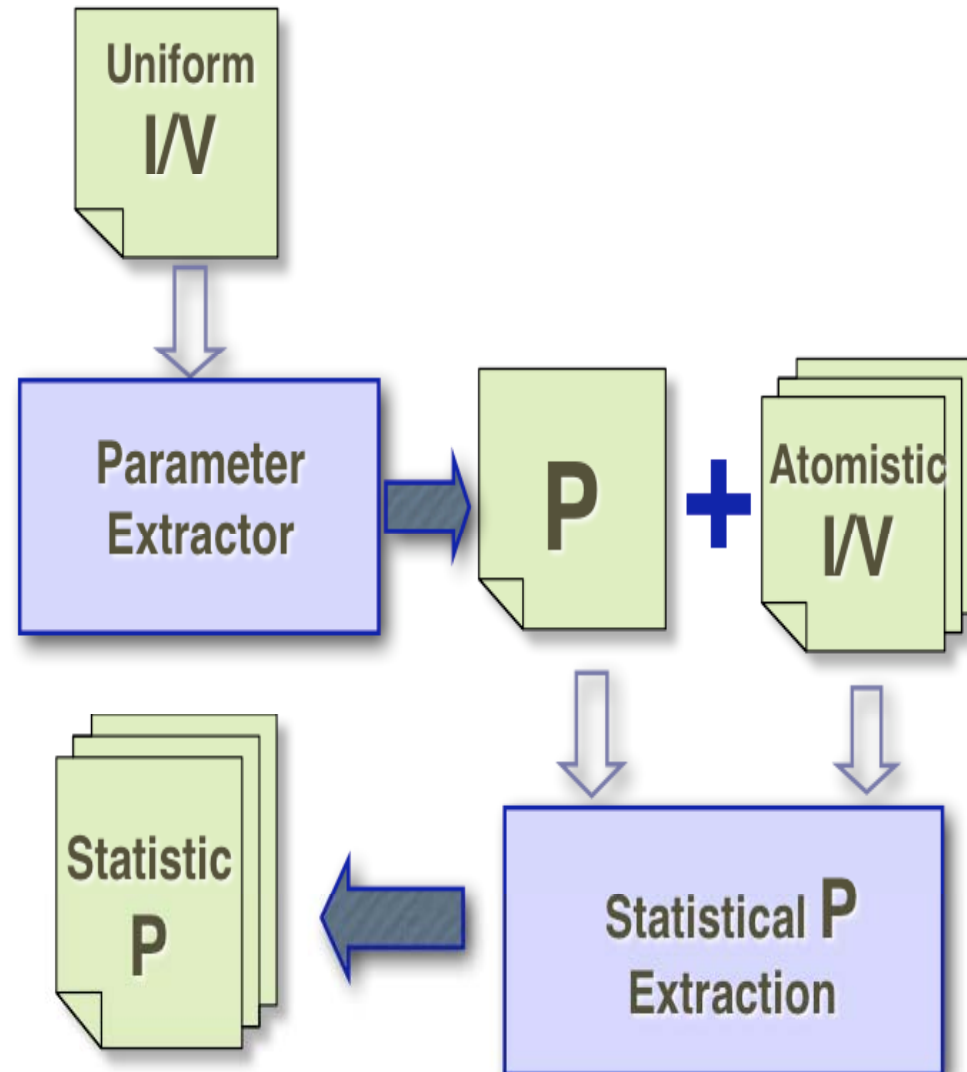 Uniform
I/V
Parameter
Extractor
P
+
Atomistic
I/V
Statistic
P
Statistical P
Extraction